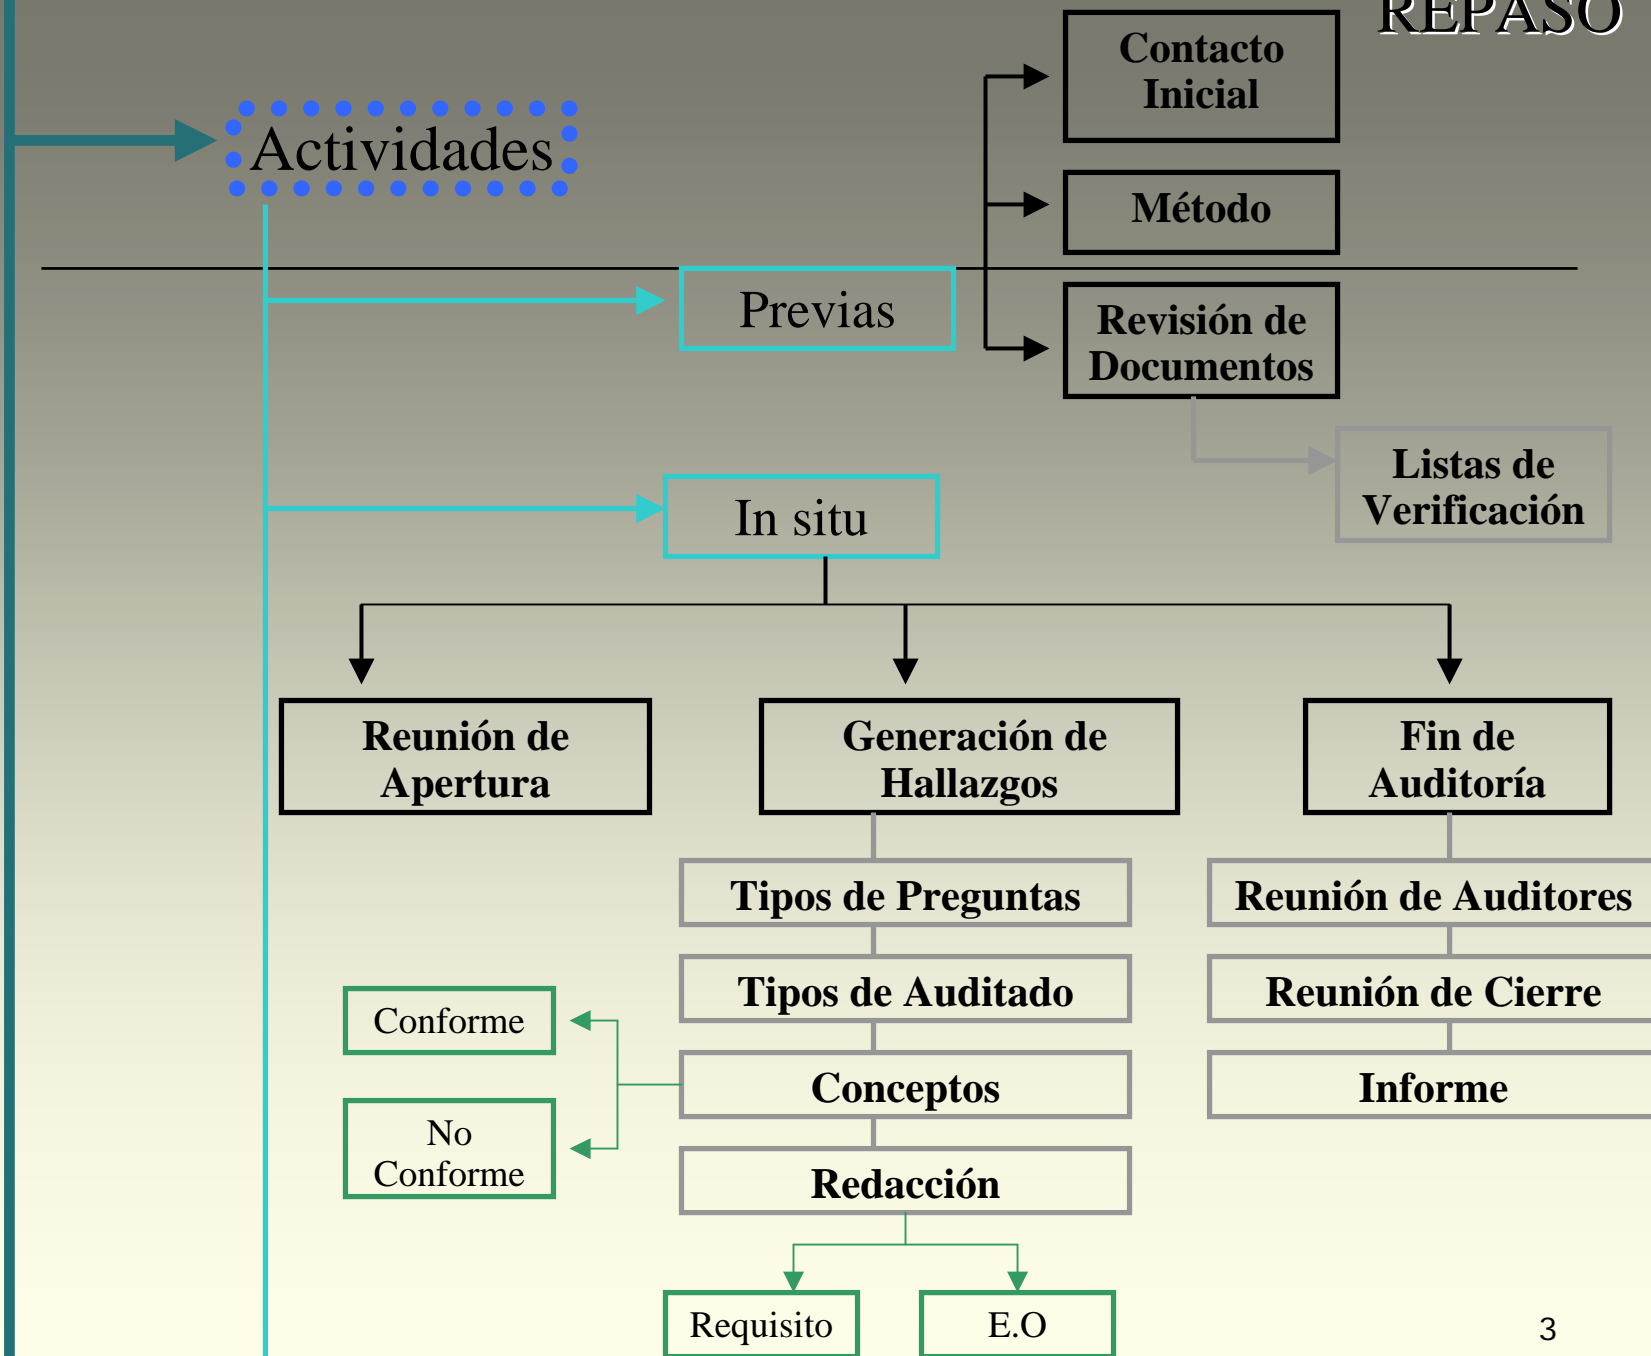 REPASO
Contacto
Inicial
Actividades
Método
Previas
Revisión de
Documentos
Listas de
Verificación
In situ
Reunión de
Apertura
Generación de
Hallazgos
Fin de
Auditoría
Tipos de Preguntas
Reunión de Auditores
Tipos de Auditado
Reunión de Cierre
Conforme
Conceptos
Informe
No
Conforme
Redacción
Requisito
E.O
3